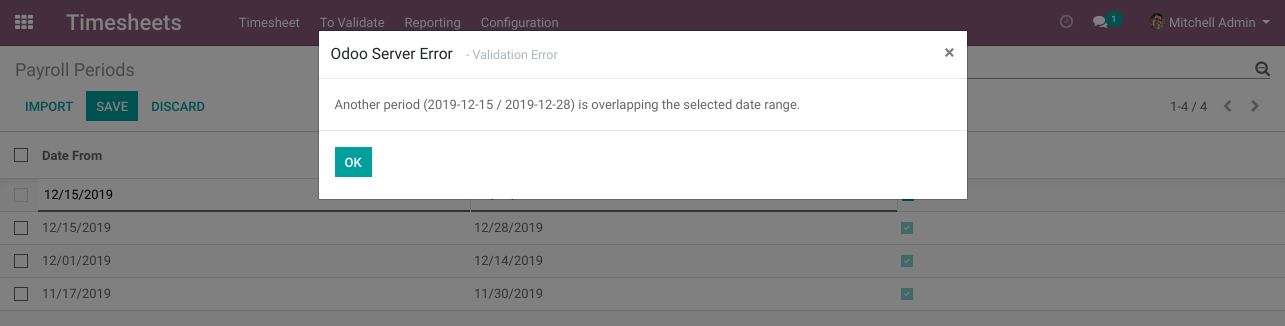 Timesheets Timesheet To Validate Reporting Configuration 1 Mitchell Admin
Odoo Server Error - Validation Error ×
Payroll Periods
Another period (2019-12-15 / 2019-12-28) is overlapping the selected date range.
IMPORT SAVE DISCARD 1-4 / 4
OK
Date From
12/15/2019
12/15/2019 12/28/2019
12/01/2019 12/14/2019
11/17/2019 11/30/2019